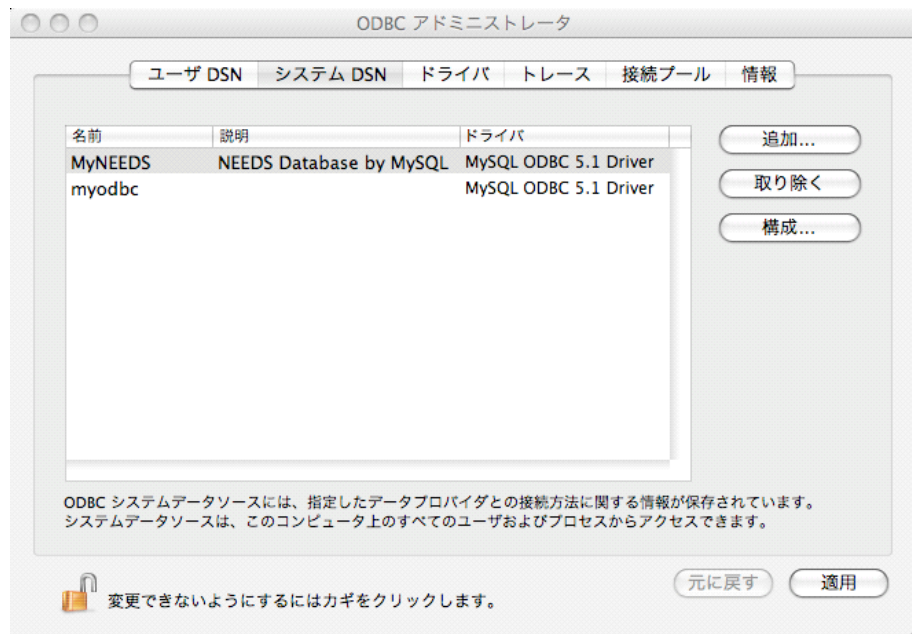 ODBC アドミニストレータ
ユーザ DSN システム DSN ドライバ トレース 接続プール 情報
名前 説明 ドライバ
MyNEEDS NEEDS Database by MySQL MySQL ODBC 5.1 Driver
myodbc MySQL ODBC 5.1 Driver
追加...
取り除く
構成...
ODBC システムデータソースには、指定したデータプロバイダとの接続方法に関する情報が保存されています。
システムデータソースは、このコンピュータ上のすべてのユーザおよびプロセスからアクセスできます。
元に戻す 適用
変更できないようにするにはカギをクリックします。